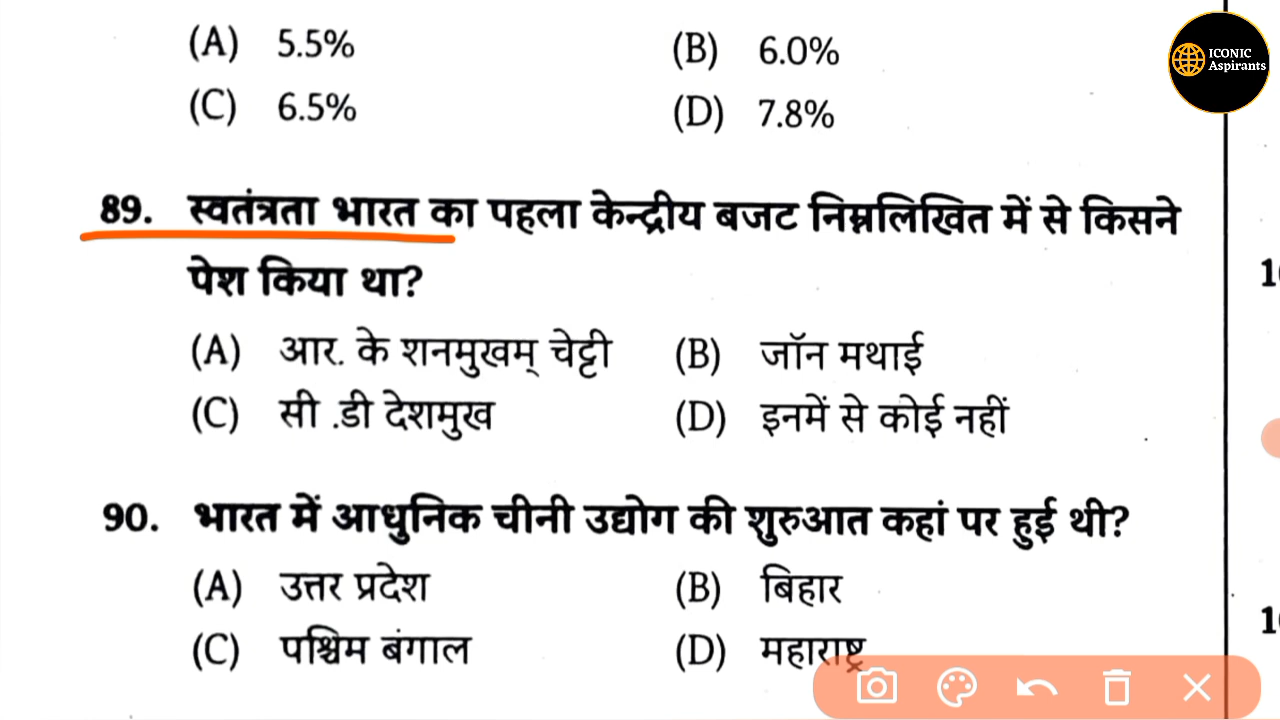 (A) 5.5% (B) 6.0%
(C) 6.5% (D) 7.8%
ICONIC
Aspirants
89. स्वतंत्रता भारत का पहला केन्द्रीय बजट निम्नलिखित में से किसने
पेश किया था?
(A) आर. के शनमुखम् चेट्टी (B) जॉन मथाई
(C) सी .डी देशमुख (D) इनमें से कोई नहीं
90. भारत में आधुनिक चीनी उद्योग की शुरुआत कहां पर हुई थी?
(A) उत्तर प्रदेश (B) बिहार
(C) पश्चिम बंगाल (D) महाराष्ट्र